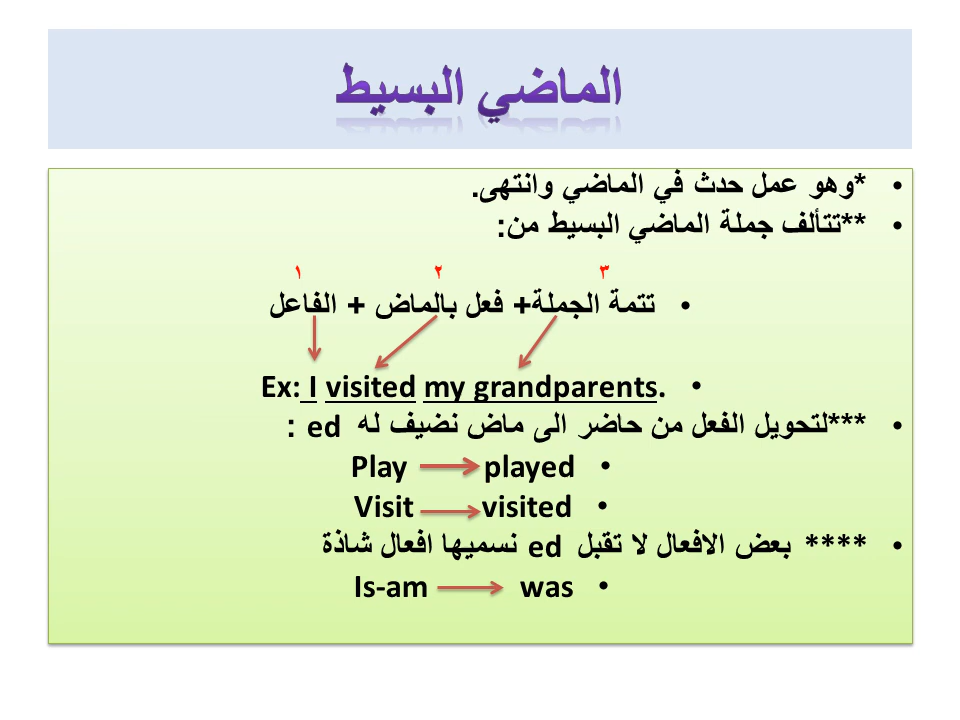 الماضي البسيط
• *وهو عمل حدث في الماضي وانتهى.
• **تتألف جملة الماضي البسيط من:
١ ٢ ٣
• تتمة الجملة+ فعل بالماض + الفاعل
• Ex: I visited my grandparents.
• ***لتحويل الفعل من حاضر الى ماض نضيف له ed :
• Play played
• Visit visited
• **** بعض الافعال لا تقبل ed نسميها افعال شاذة
• Is-am was